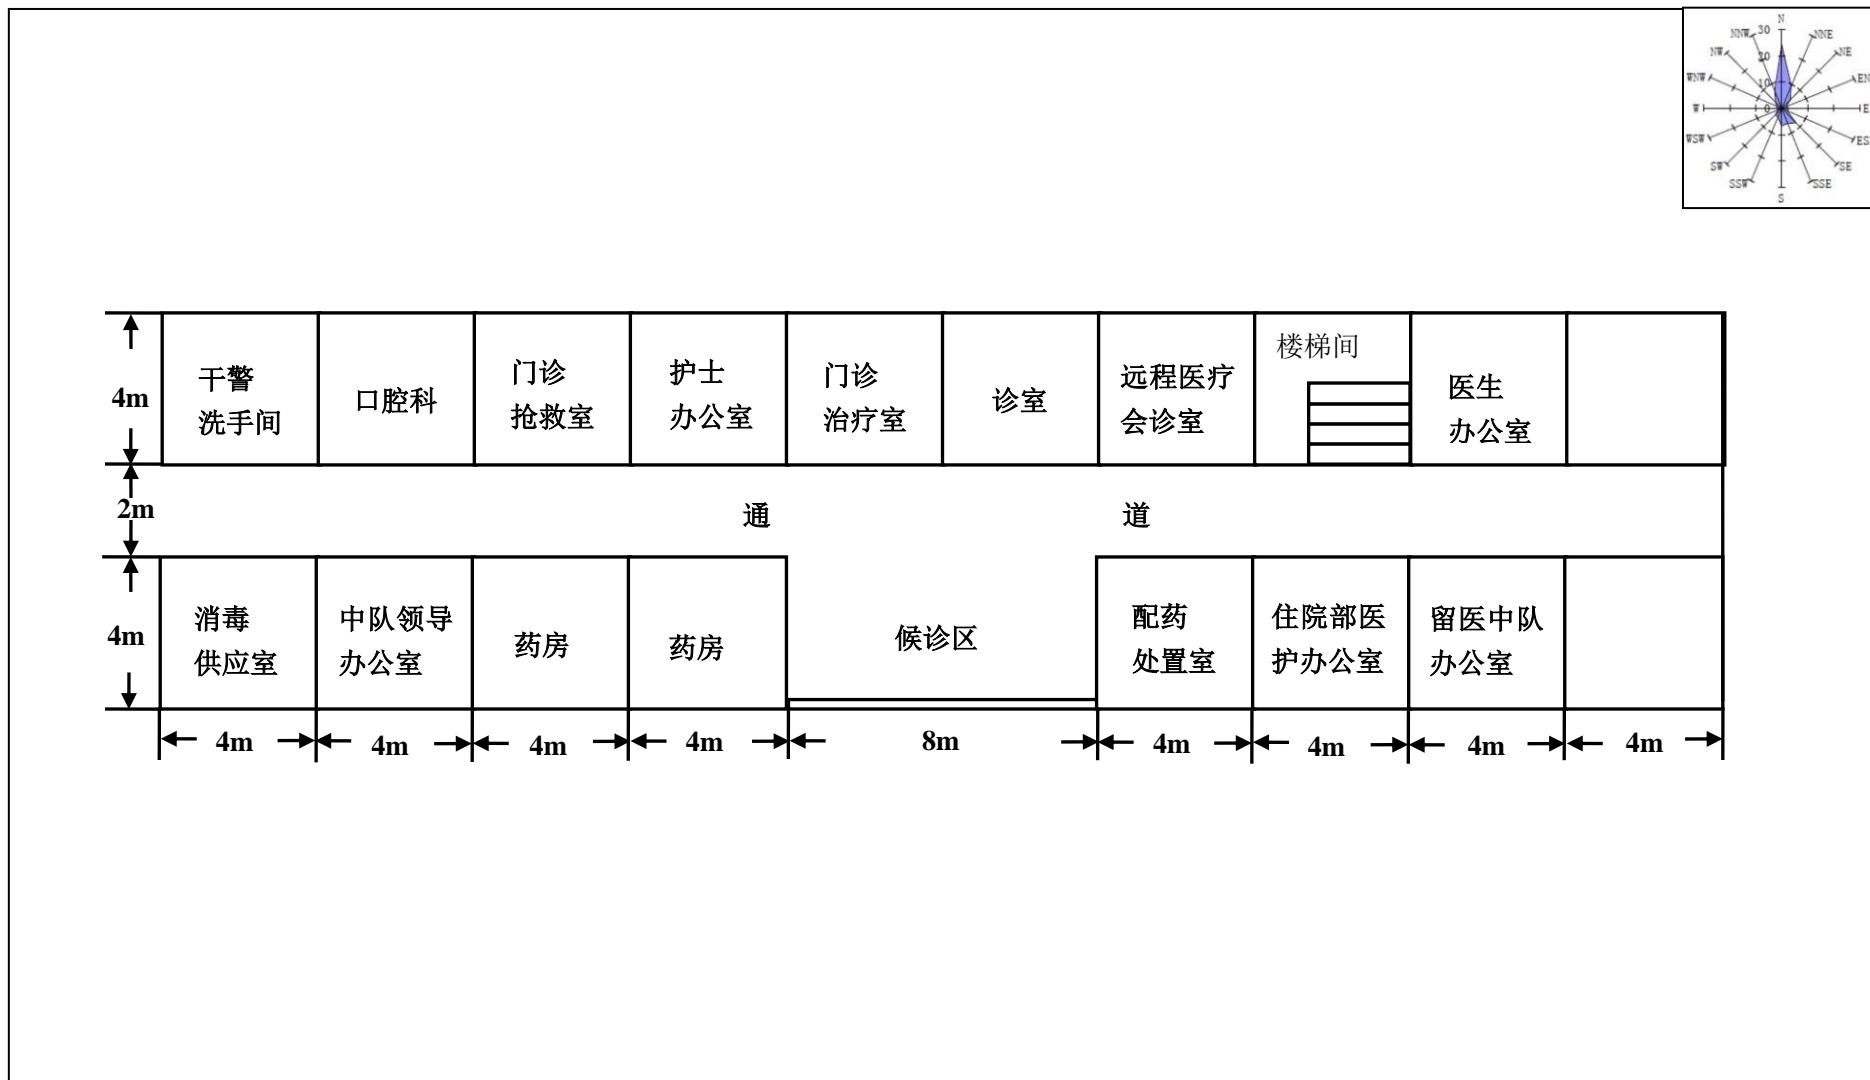 N
NNW
30
NNE
NW
20
NE
WNW
10
EN
W
0
E
WSW
ES
SW
SE
SSW
SSE
S
4m
干警
洗手间
口腔科
门诊
抢救室
护士
办公室
门诊
治疗室
诊室
远程医疗
会诊室
楼梯间
医生
办公室
2m
通
道
4m
消毒
供应室
中队领导
办公室
药房
药房
候诊区
配药
处置室
住院部医
护办公室
留医中队
办公室
4m
4m
4m
4m
8m
4m
4m
4m
4m